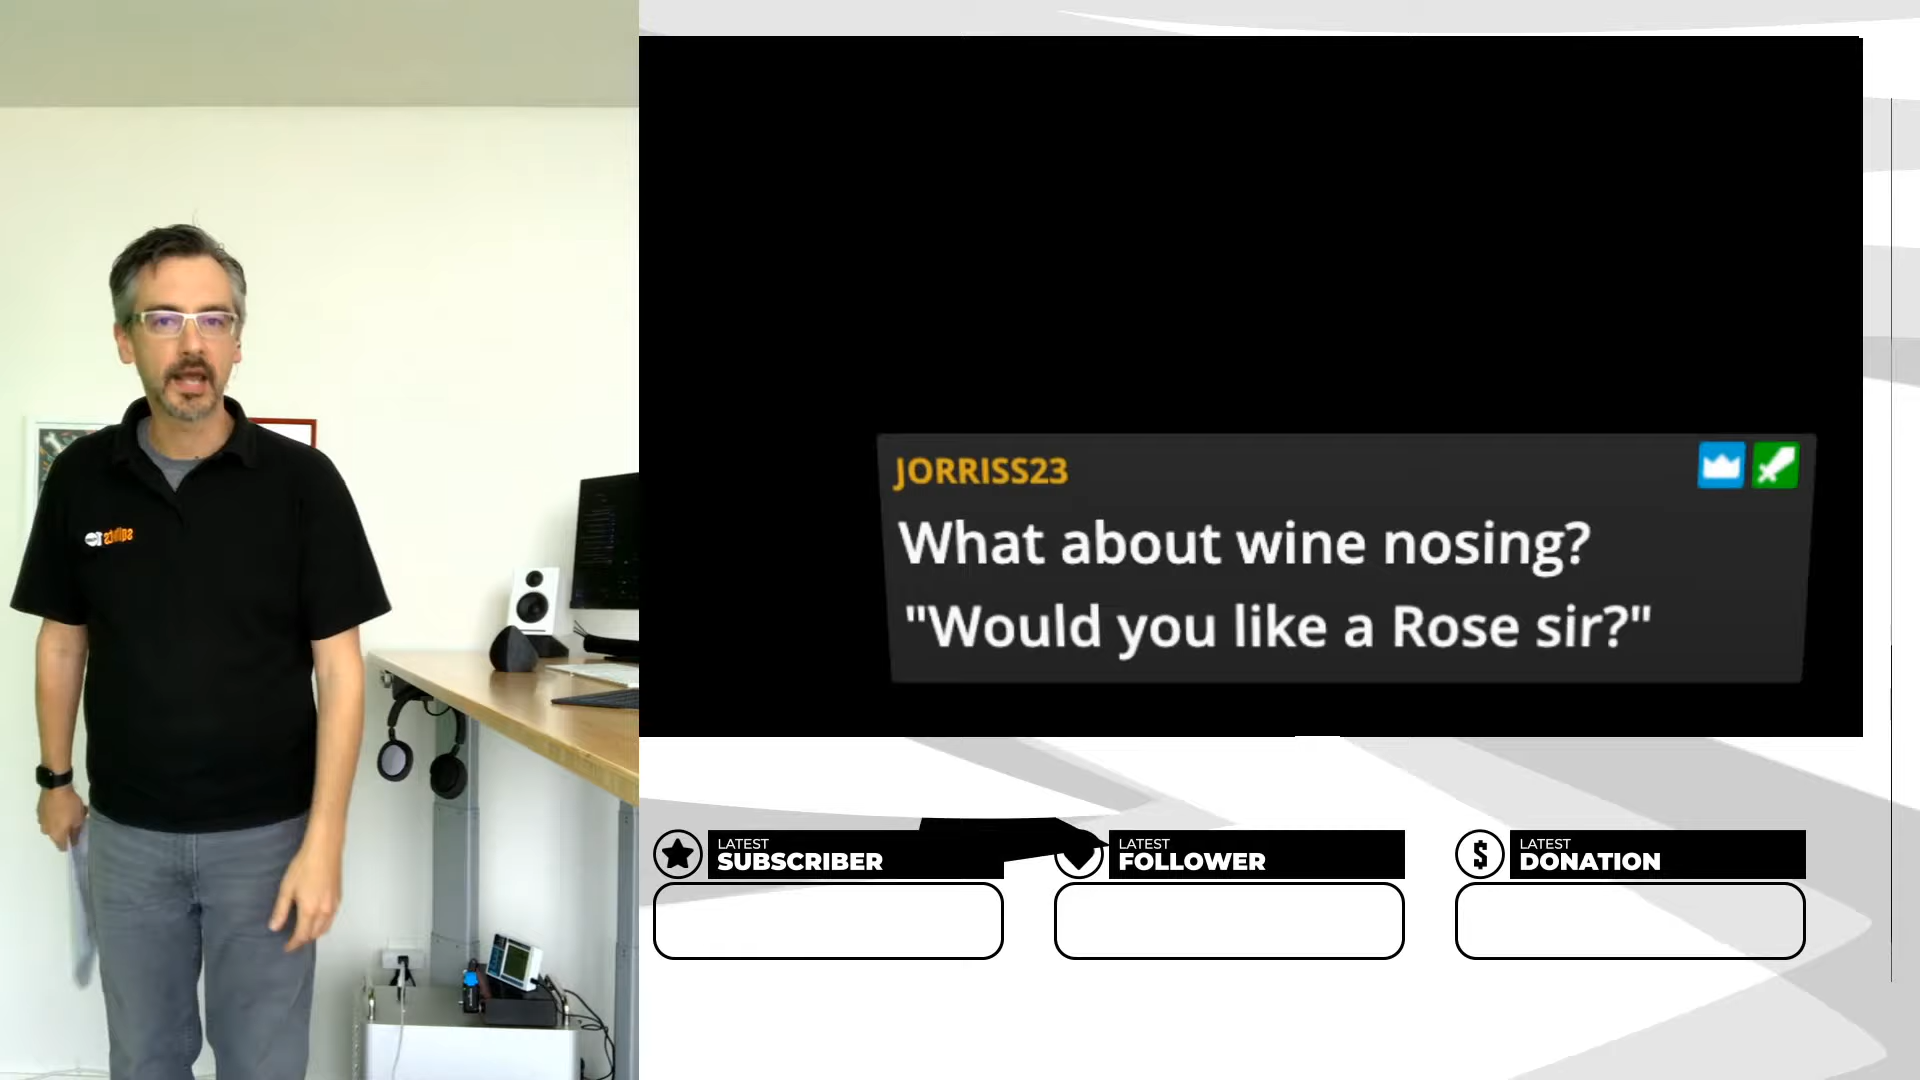 JORRISS23
What about wine nosing?
"Would you like a Rose sir?"
LATEST
SUBSCRIBER
LATEST
FOLLOWER
LATEST
DONATION